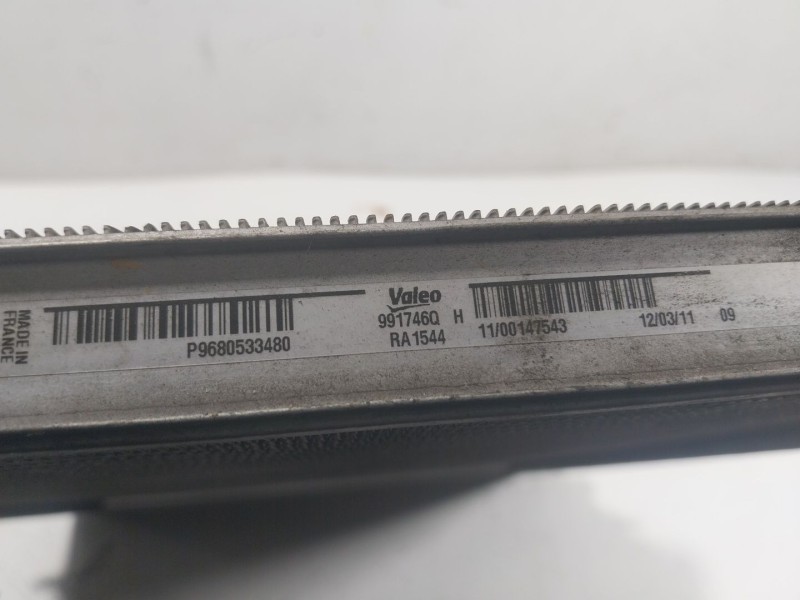 MADE IN
FRANCE
P9680533480
Valeo
991746Q H
RA1544
11/00147543 12/03/11 09